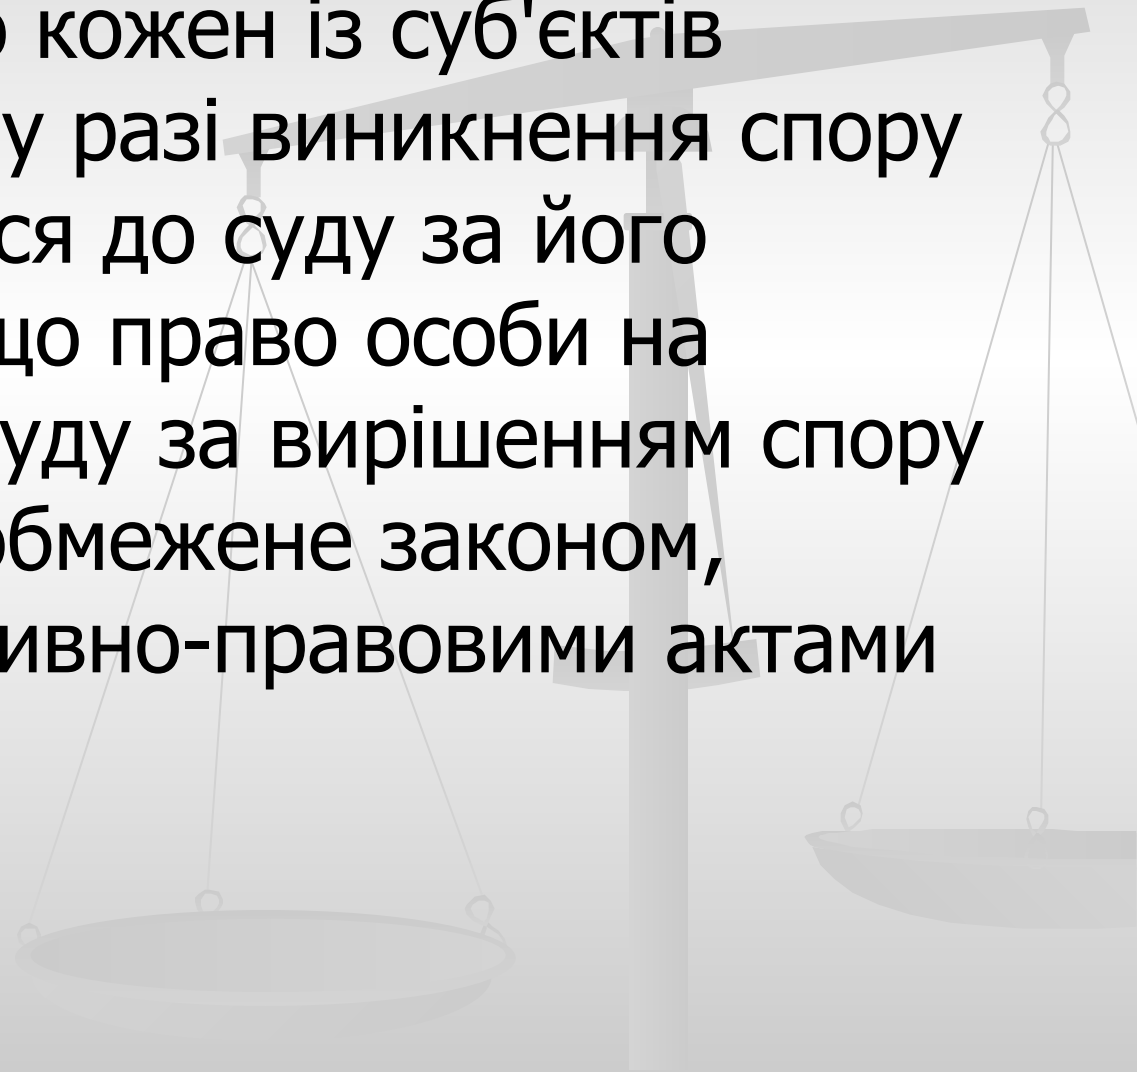 кожен із суб'єктів
у разі виникнення спору
ся до суду за його
що право особи на
уду за вирішенням спору
обмежене законом,
ивно-правовими актами